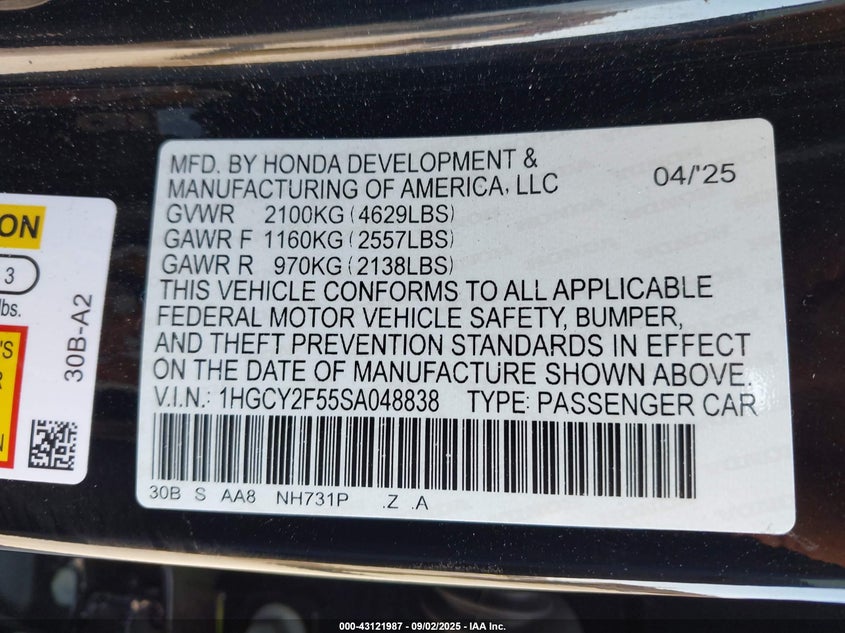 MFD. BY HONDA DEVELOPMENT &
MANUFACTURING OF AMERICA, LLC 04/'25
GVWR 2100KG (4629LBS)
GAWR F 1160KG (2557LBS)
GAWR R 970KG (2138LBS)
THIS VEHICLE CONFORMS TO ALL APPLICABLE
FEDERAL MOTOR VEHICLE SAFETY, BUMPER,
AND THEFT PREVENTION STANDARDS IN EFFECT
ON THE DATE OF MANUFACTURE SHOWN ABOVE.
V.I.N.: 1HGCY2F55SA048838 TYPE: PASSENGER CAR
30B S AA8 NH731P .Z .A
ON
3
lbs.
'S
R
N
30B-A2
000-43121987 | 09/02/2025 | IAA Inc.